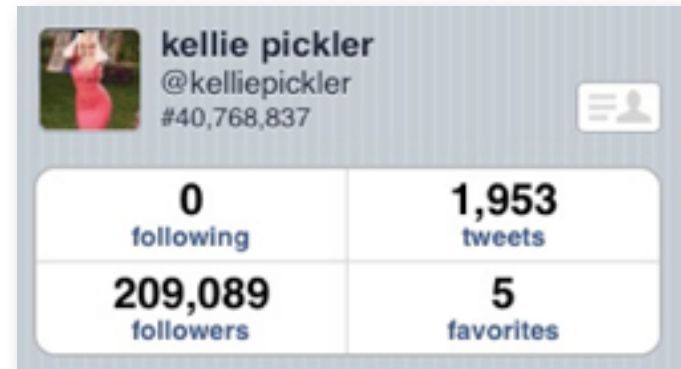 kellie pickler
@kelliepickler
#40,768,837
0
following
1,953
tweets
209,089
followers
5
favorites